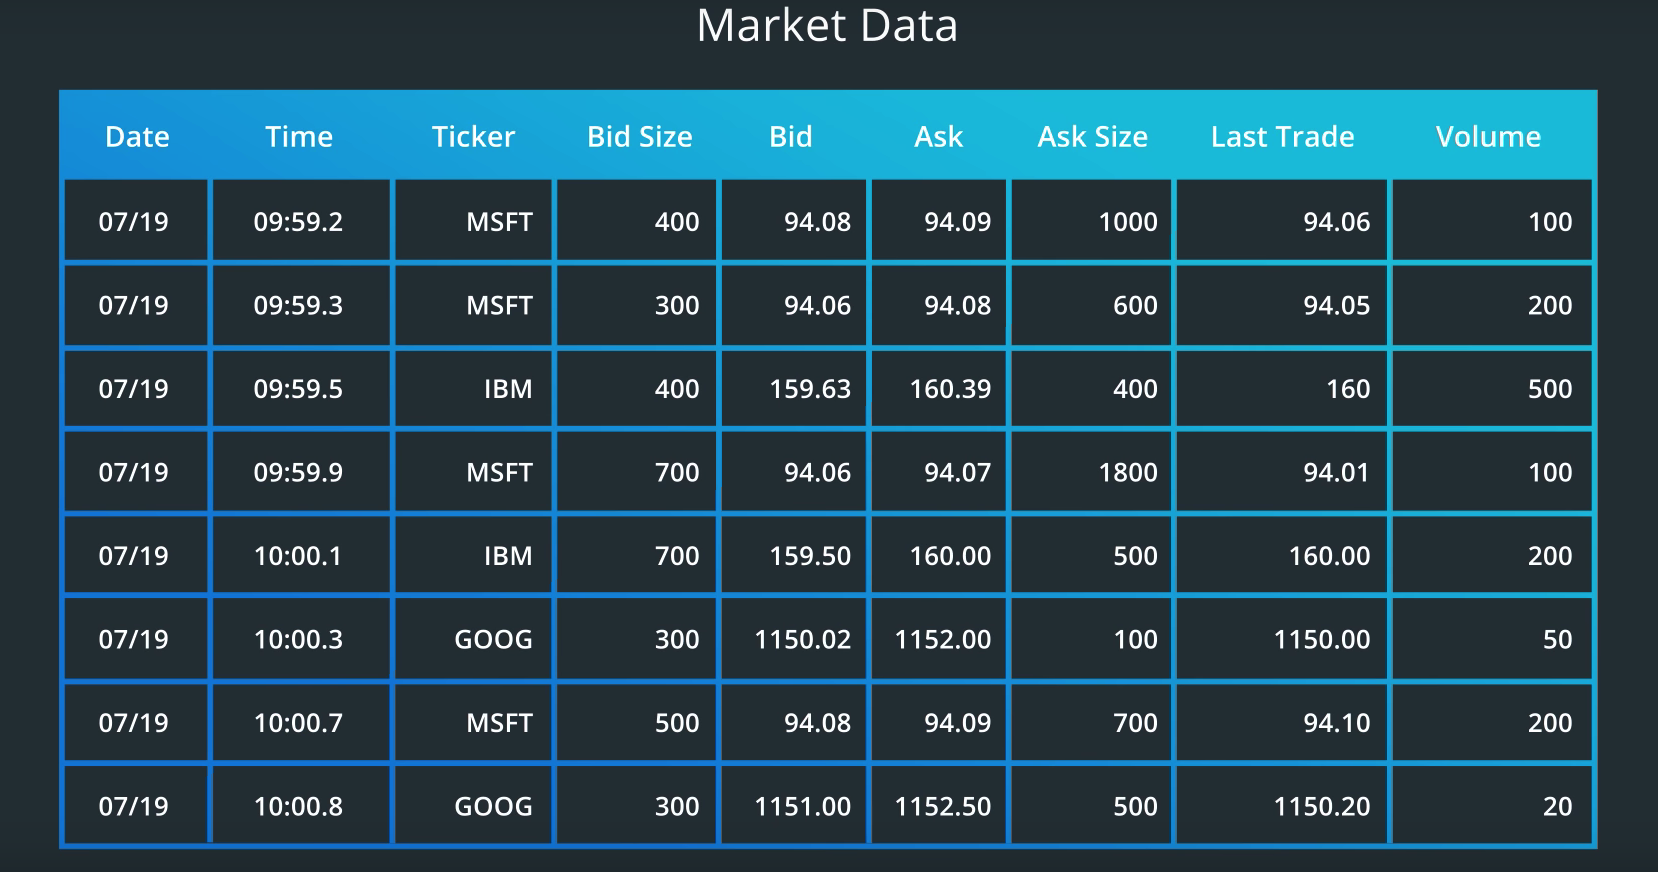 Market Data
Date Time Ticker Bid Size Bid Ask Ask Size Last Trade Volume
07/19 09:59.2 MSFT 400 94.08 94.09 1000 94.06 100
07/19 09:59.3 MSFT 300 94.06 94.08 600 94.05 200
07/19 09:59.5 IBM 400 159.63 160.39 400 160 500
07/19 09:59.9 MSFT 700 94.06 94.07 1800 94.01 100
07/19 10:00.1 IBM 700 159.50 160.00 500 160.00 200
07/19 10:00.3 GOOG 300 1150.02 1152.00 100 1150.00 50
07/19 10:00.7 MSFT 500 94.08 94.09 700 94.10 200
07/19 10:00.8 GOOG 300 1151.00 1152.50 500 1150.20 20